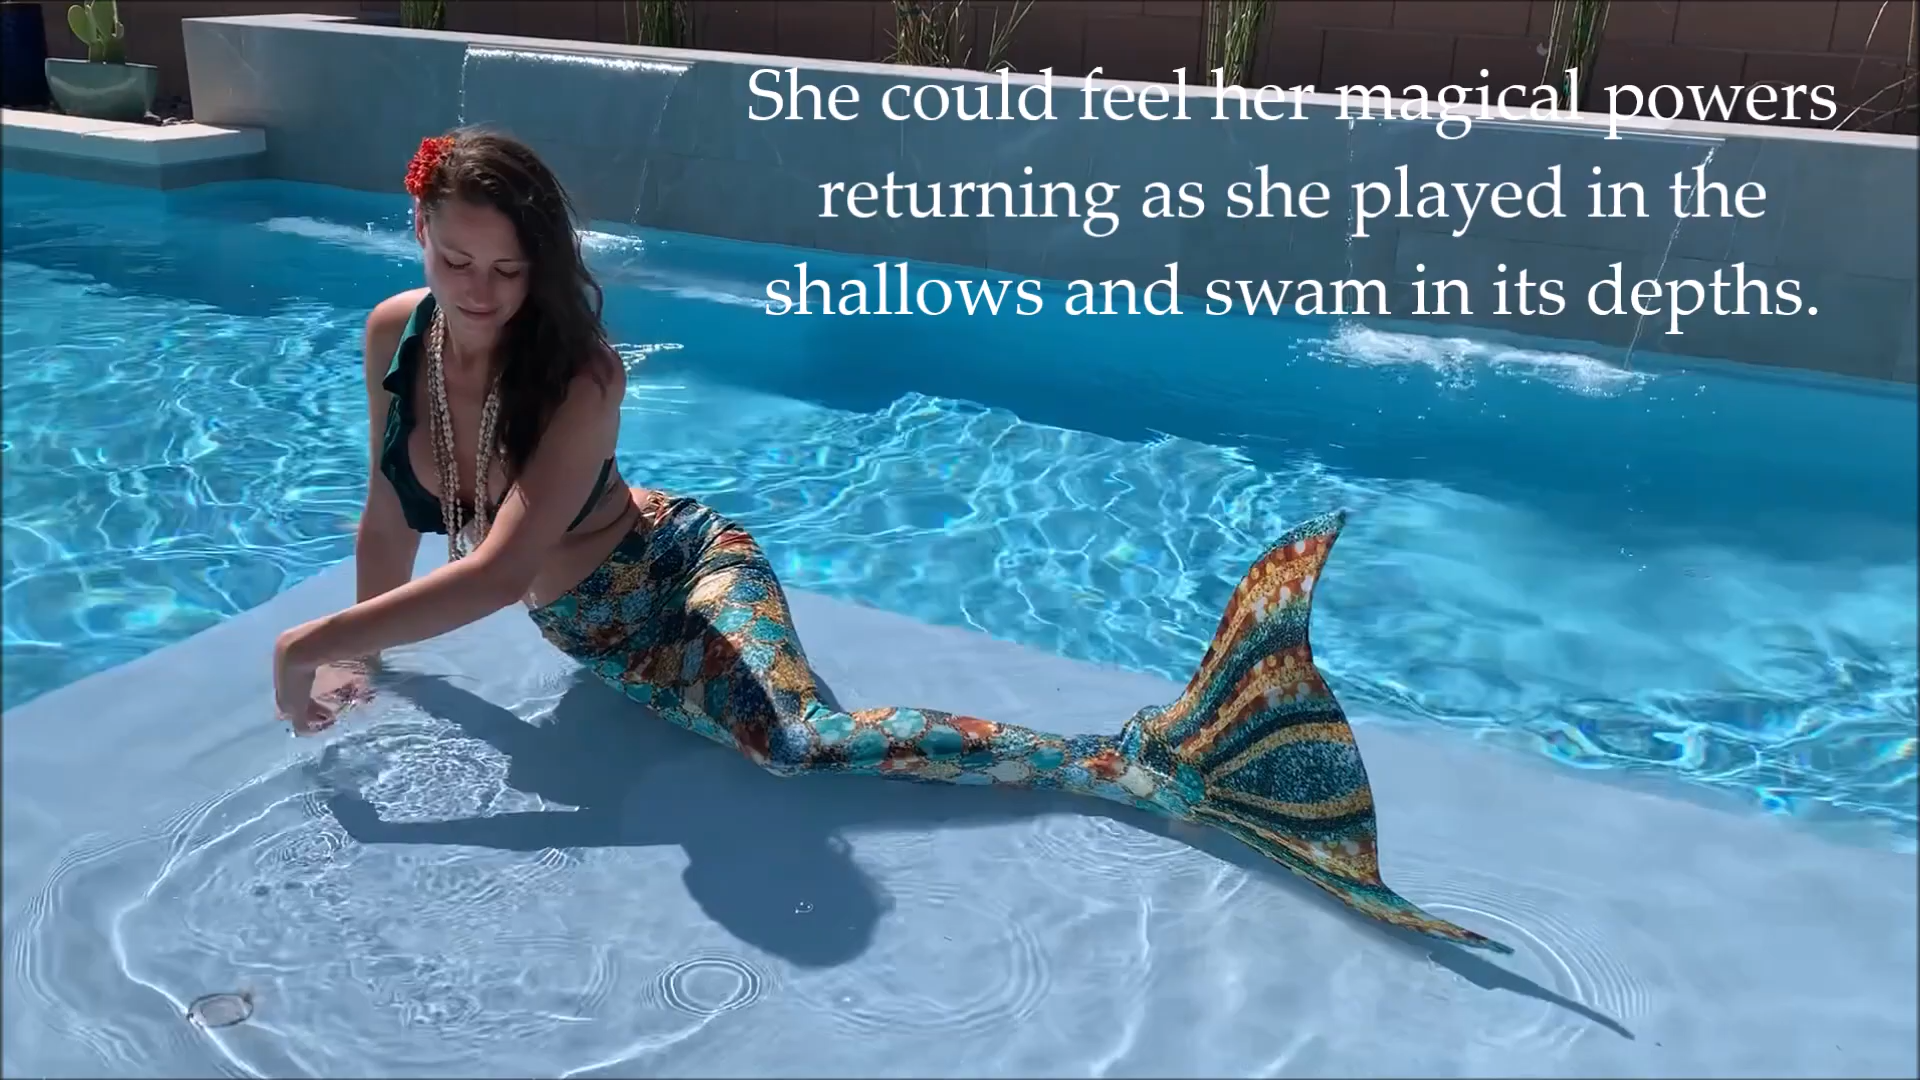 She could feel her magical powers
returning as she played in the
shallows and swam in its depths.